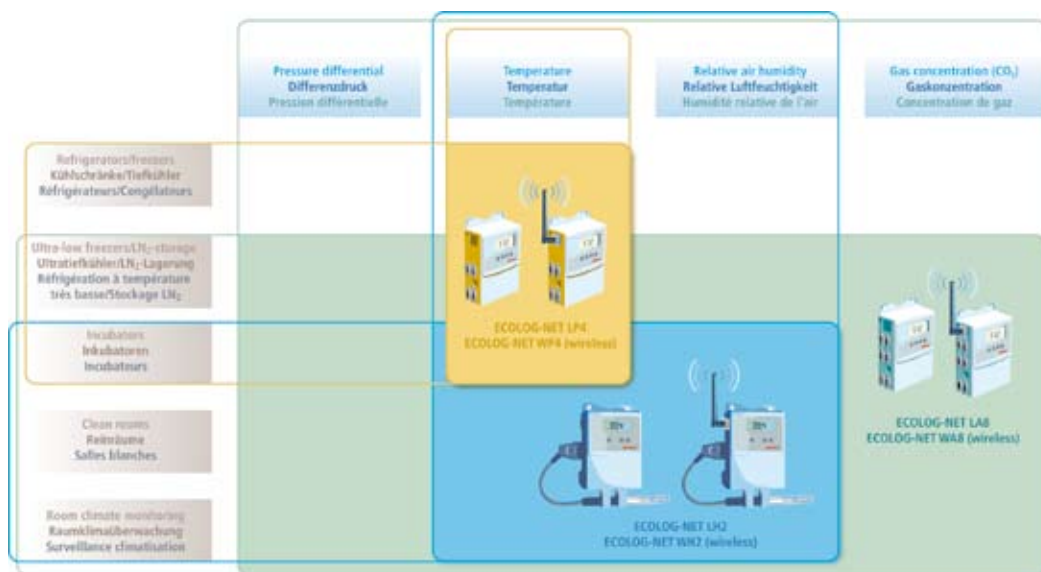 Pressure differential
Differenzdruck
Pression différentielle
Temperature
Temperatur
Température
Relative air humidity
Relative Luftfeuchtigkeit
Humidité relative de l'air
Gas concentration (CO₂)
Gaskonzentration
Concentration de gaz
Refrigerators/freezers
Kühlschränke/Tiefkühler
Réfrigérateurs/Congélateurs
Ultra-low freezers/LN₂-storage
Ultratiefkühler/LN₂-Lagerung
Réfrigération à température
très basse/Stockage LN₂
Incubators
Inkubatoren
Incubateurs
Clean rooms
Reinräume
Salles blanches
Room climate monitoring
Raumklimaüberwachung
Surveillance climatisation
ECOLOG-NET LP4
ECOLOG-NET WP4 (wireless)
ECOLOG-NET LH2
ECOLOG-NET WH2 (wireless)
ECOLOG-NET LA8
ECOLOG-NET WA8 (wireless)